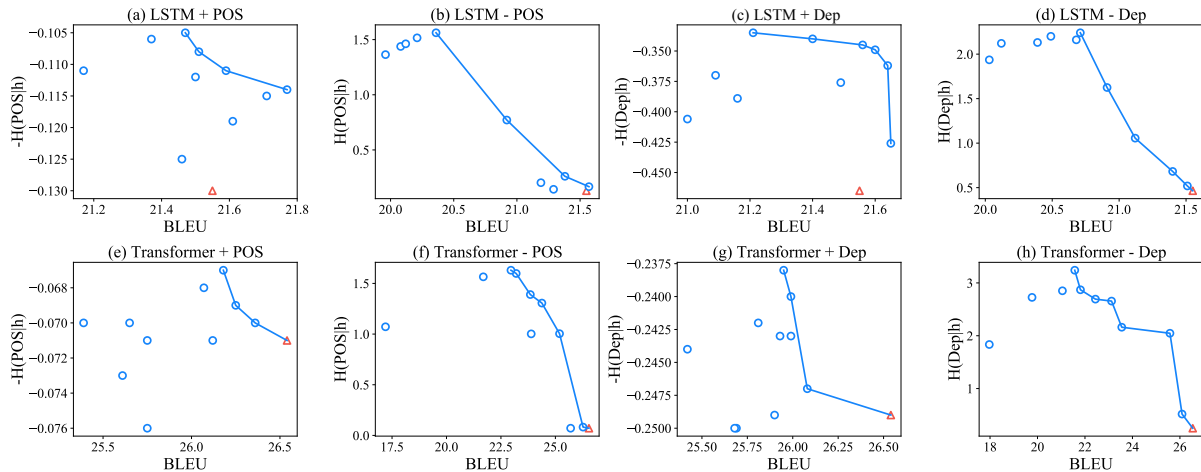 (a) LSTM + POS
−0.105
−0.110
−0.115
−0.120
−0.125
−0.130
-H(POS|h)
21.2
21.4
21.6
21.8
BLEU
(b) LSTM - POS
1.5
1.0
0.5
H(POS|h)
20.0
20.5
21.0
21.5
BLEU
(c) LSTM + Dep
−0.350
−0.375
−0.400
−0.425
−0.450
-H(Dep|h)
21.0
21.2
21.4
21.6
BLEU
(d) LSTM - Dep
2.0
1.5
1.0
0.5
H(Dep|h)
20.0
20.5
21.0
21.5
BLEU
(e) Transformer + POS
−0.068
−0.070
−0.072
−0.074
−0.076
-H(POS|h)
25.5
26.0
26.5
BLEU
(f) Transformer - POS
1.5
1.0
0.5
0.0
H(POS|h)
17.5
20.0
22.5
25.0
BLEU
(g) Transformer + Dep
−0.2375
−0.2400
−0.2425
−0.2450
−0.2475
−0.2500
-H(Dep|h)
25.50
25.75
26.00
26.25
26.50
BLEU
(h) Transformer - Dep
3
2
1
H(Dep|h)
18
20
22
24
26
BLEU